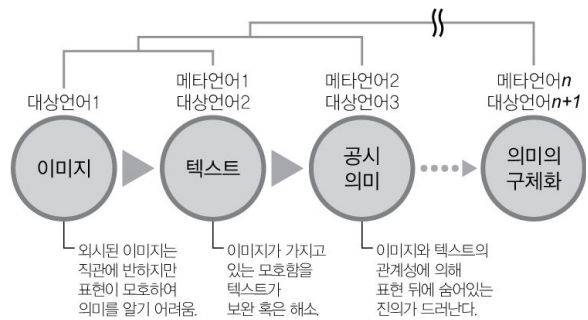 대상언어1
메타언어1
대상언어2
메타언어2
대상언어3
메타언어n
대상언어n+1
이미지
텍스트
공시
의미
의미의
구체화
외시된 이미지는
직관에 반하지만
표현이 모호하여
의미를 알기 어려움.
이미지가 가지고
있는 모호함을
텍스트가
보완 혹은 해소.
이미지와 텍스트의
관계성에 의해
표현 뒤에 숨어있는
진의가 드러난다.